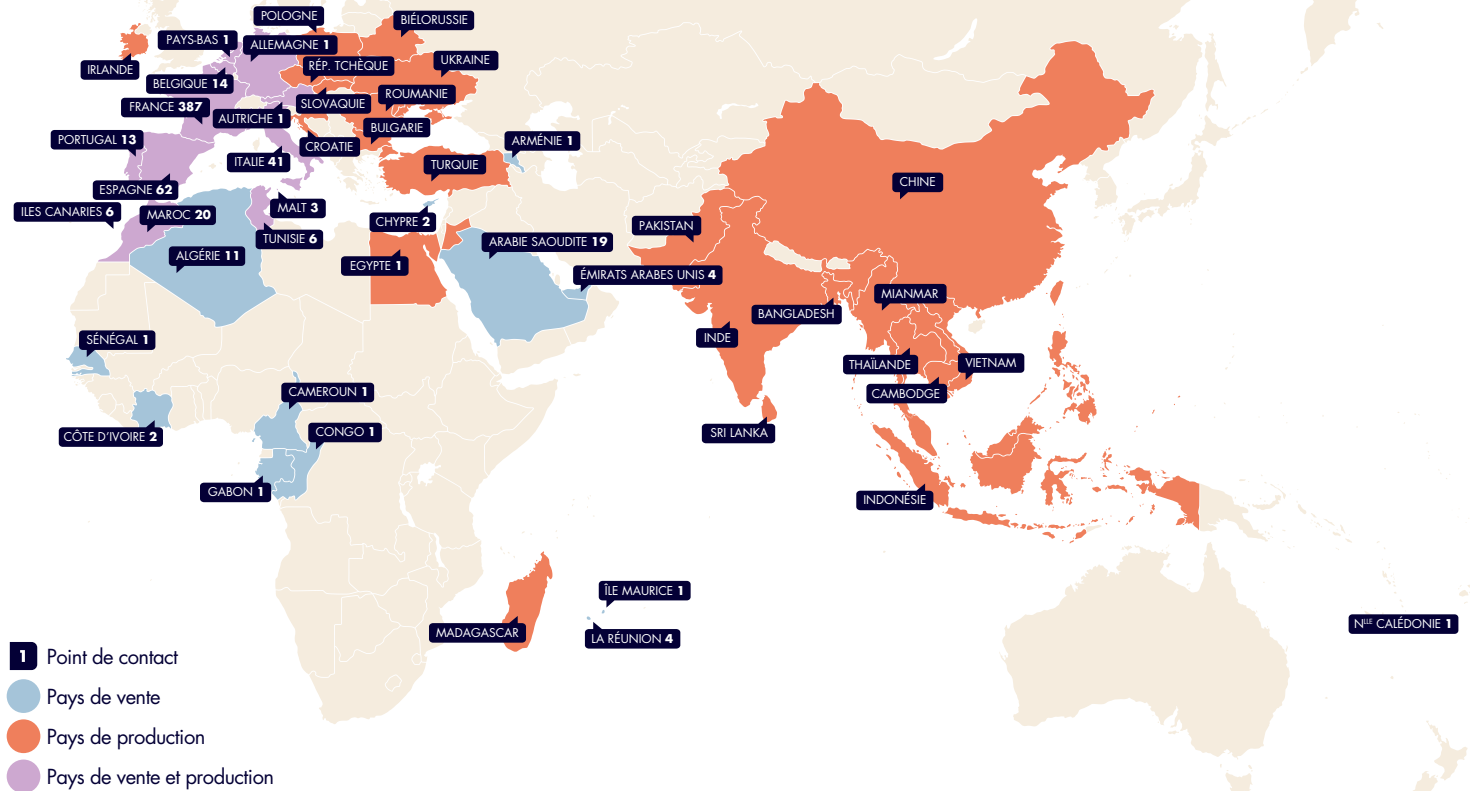 POLOGNE
BIÉLORUSSIE
PAYS-BAS 1
ALLEMAGNE 1
IRLANDE
RÉP. TCHÈQUE
UKRAINE
BELGIQUE 14
SLOVAQUIE
ROUMANIE
FRANCE 387
AUTRICHE 1
BULGARIE
PORTUGAL 13
CROATIE
ARMÉNIE 1
ITALIE 41
TURQUIE
CHINE
ESPAGNE 62
ILES CANARIES 6
MAROC 20
MALT 3
CHYPRE 2
PAKISTAN
TUNISIE 6
ARABIE SAOUDITE 19
ALGÉRIE 11
EGYPTE 1
ÉMIRATS ARABES UNIS 4
MIANMAR
BANGLADESH
SÉNÉGAL 1
INDE
THAÏLANDE
VIETNAM
CAMEROUN 1
CAMBODGE
CÔTE D'IVOIRE 2
CONGO 1
SRI LANKA
GABON 1
INDONÉSIE
ÎLE MAURICE 1
MADAGASCAR
LA RÉUNION 4
NLLE CALÉDONIE 1
1 Point de contact
Pays de vente
Pays de production
Pays de vente et production